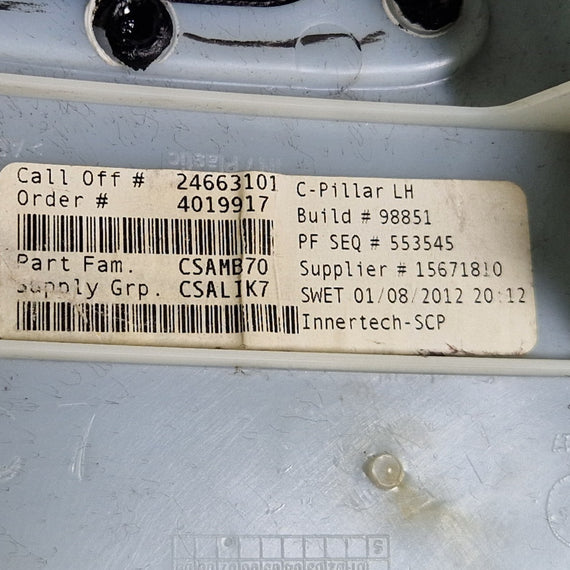 Call Off # 24663101
Order # 4019917
Part Fam. CSAMB70
Supply Grp. CSALIK7
C-Pillar LH
Build # 98851
PF SEQ # 553545
Supplier # 15671810
SWET 01/08/2012 20:12
Innertech-SCP